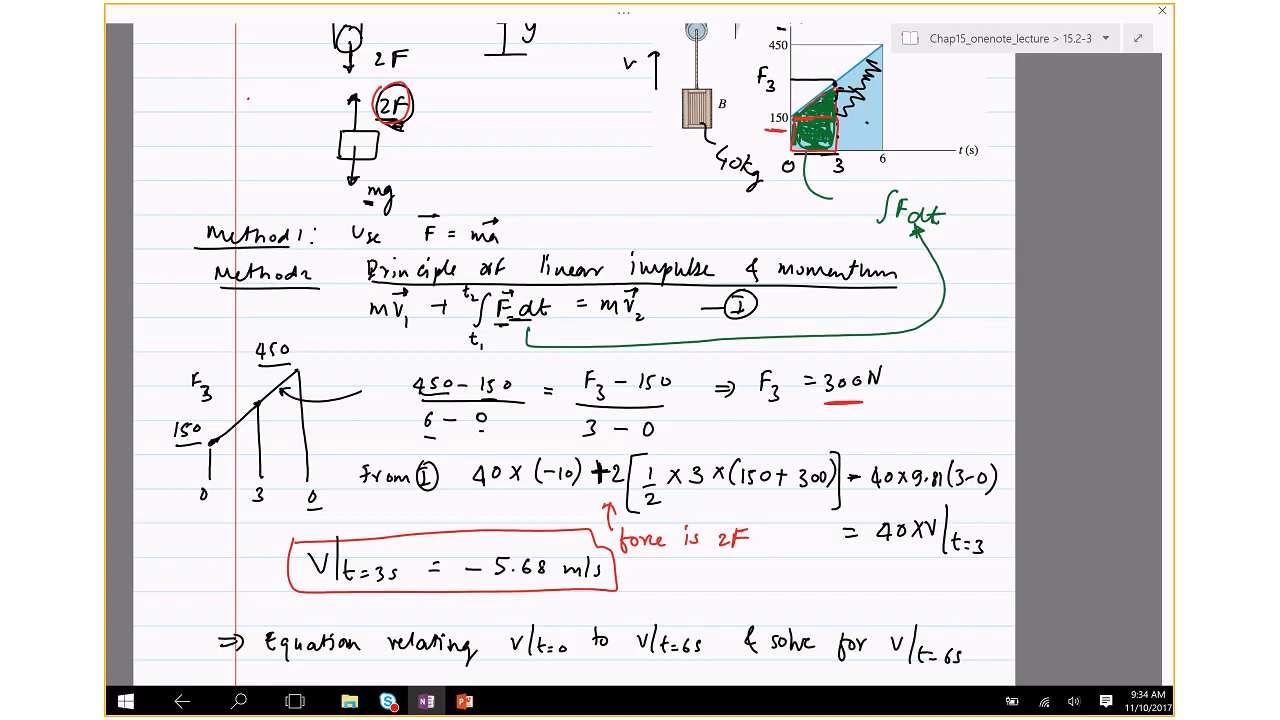 ...
Chap15_onenote_lecture > 15.2-3
y
2F
2F
mg
v
B
40kg
450
F3
150
0 3 6 t (s)
∫Fdt
Method 1: Use F = ma
Method 2 Principle of linear impulse & momentum
mv1 + ∫t1t2 F dt = mv2 — I
450
F3
150
0 3 0
450 - 150 / 6 - 0 = F3 - 150 / 3 - 0 ⇒ F3 = 300N
From I 40 × (-10) + 2 [1/2 × 3 × (150 + 300)] - 40 × 9.81 (3-0)
= 40 × V|t=3
force is 2F
V|t=3s = - 5.68 m/s
⇒ Equation relating v|t=0 to v|t=6s & solve for v|t=6s
9:34 AM
11/10/2017